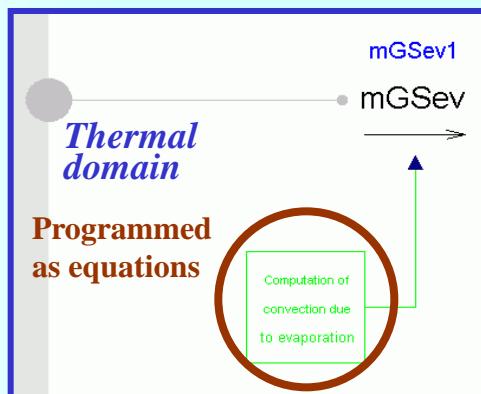 mGSev1
mGSev
Thermal
domain
Programmed
as equations
Computation of
convection due
to evaporation